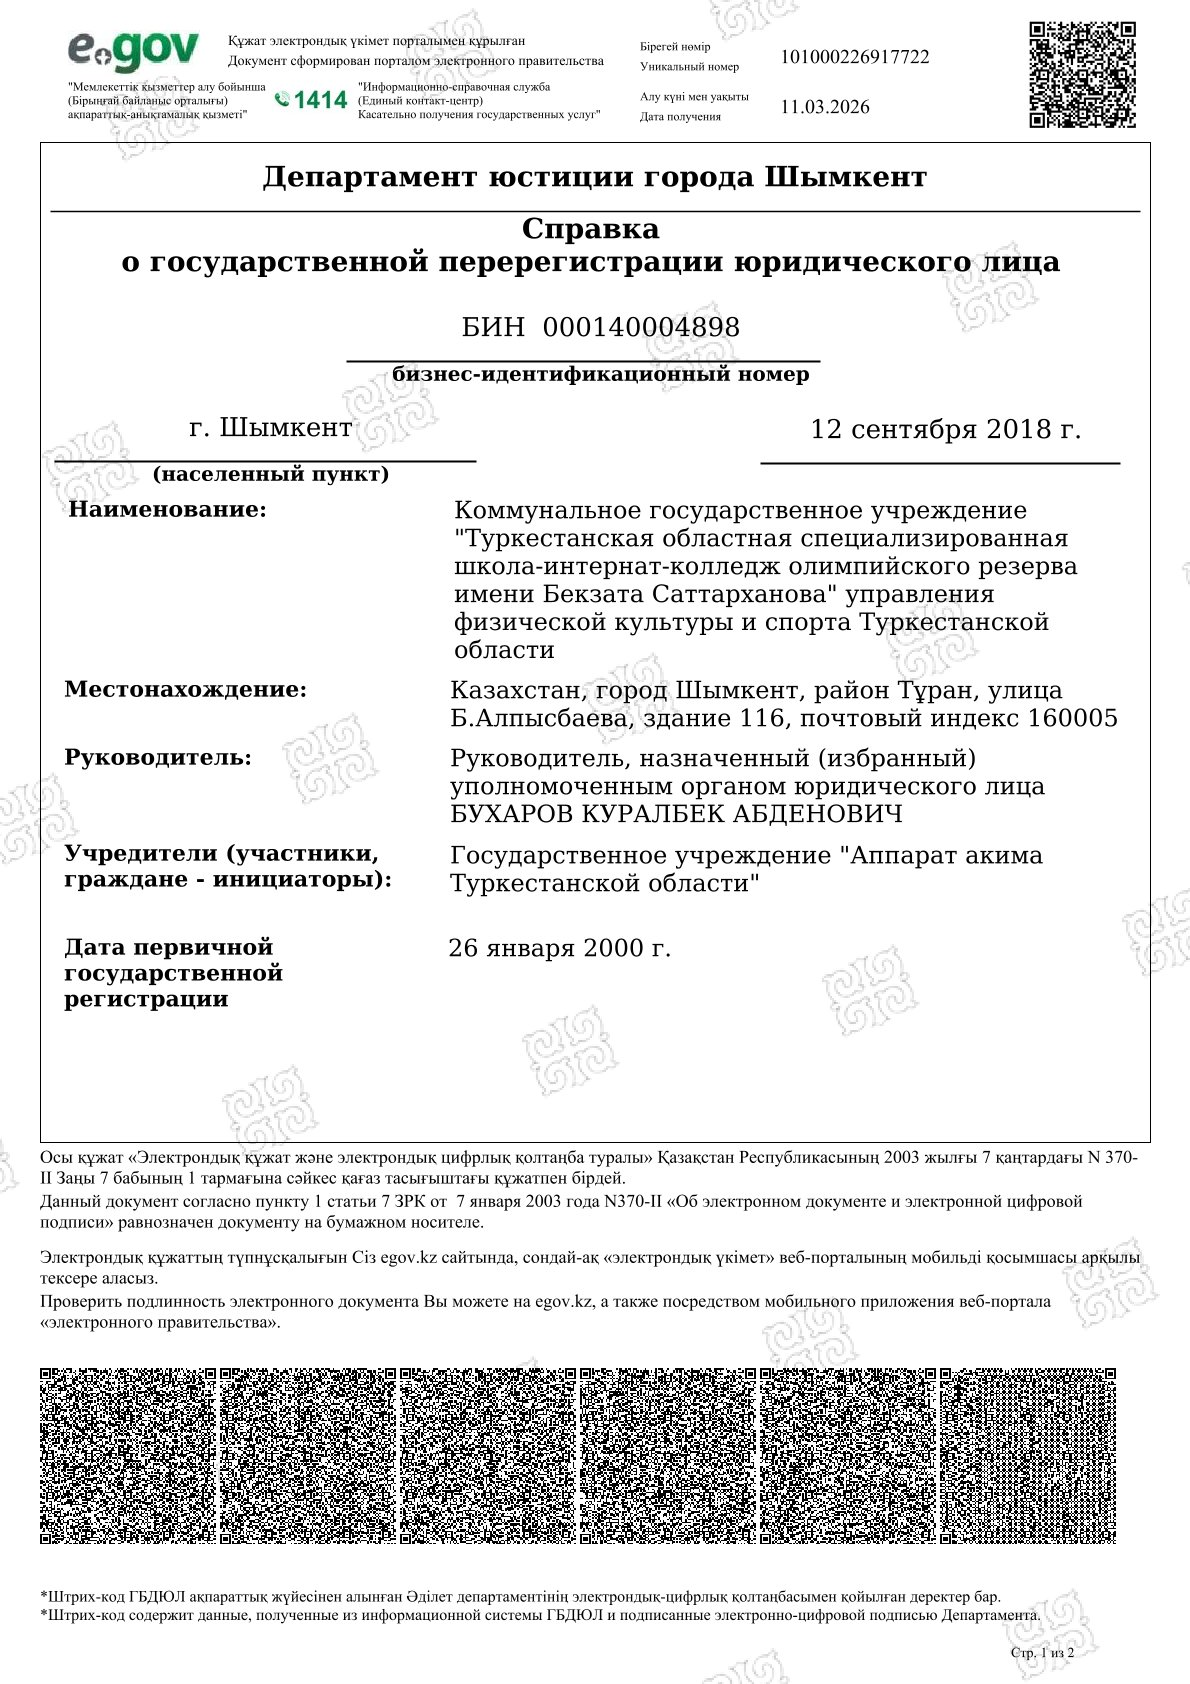 e.gov
Құжат электрондық үкімет порталымен құрылған
Документ сформирован порталом электронного правительства
"Мемлекеттік қызметтер алу бойынша
(Бірыңғай байланыс орталығы)
ақпараттық-анықтамалық қызметі"
1414
"Информационно-справочная служба
(Единый контакт-центр)
Касательно получения государственных услуг"
Бірегей нөмір
Уникальный номер
101000226917722
Алу күні мен уақыты
Дата получения
11.03.2026
Департамент юстиции города Шымкент
Справка
о государственной перерегистрации юридического лица
БИН 000140004898
бизнес-идентификационный номер
г. Шымкент
12 сентября 2018 г.
(населенный пункт)
Наименование:
Коммунальное государственное учреждение
"Туркестанская областная специализированная
школа-интернат-колледж олимпийского резерва
имени Бекзата Саттарханова" управления
физической культуры и спорта Туркестанской
области
Местонахождение:
Казахстан, город Шымкент, район Тұран, улица
Б.Алпысбаева, здание 116, почтовый индекс 160005
Руководитель:
Руководитель, назначенный (избранный)
уполномоченным органом юридического лица
БУХАРОВ КУРАЛБЕК АБДЕНОВИЧ
Учредители (участники,
граждане - инициаторы):
Государственное учреждение "Аппарат акима
Туркестанской области"
Дата первичной
государственной
регистрации
26 января 2000 г.
Осы құжат «Электрондық құжат және электрондық цифрлық қолтаңба туралы» Қазақстан Республикасының 2003 жылғы 7 қаңтардағы N 370-
II Заңы 7 бабының 1 тармағына сәйкес қағаз тасығыштағы құжатпен бірдей.
Данный документ согласно пункту 1 статьи 7 ЗРК от 7 января 2003 года N370-II «Об электронном документе и электронной цифровой
подписи» равнозначен документу на бумажном носителе.
Электрондық құжаттың түпнұсқалығын Сіз egov.kz сайтында, сондай-ақ «электрондық үкімет» веб-порталының мобильді қосымшасы арқылы
тексере аласыз.
Проверить подлинность электронного документа Вы можете на egov.kz, а также посредством мобильного приложения веб-портала
«электронного правительства».
*Штрих-код ГБДЮЛ ақпараттық жүйесінен алынған Әділет департаментінің электрондық-цифрлық қолтаңбасымен қойылған деректер бар.
*Штрих-код содержит данные, полученные из информационной системы ГБДЮЛ и подписанные электронно-цифровой подписью Департамента.
Стр. 1 из 2